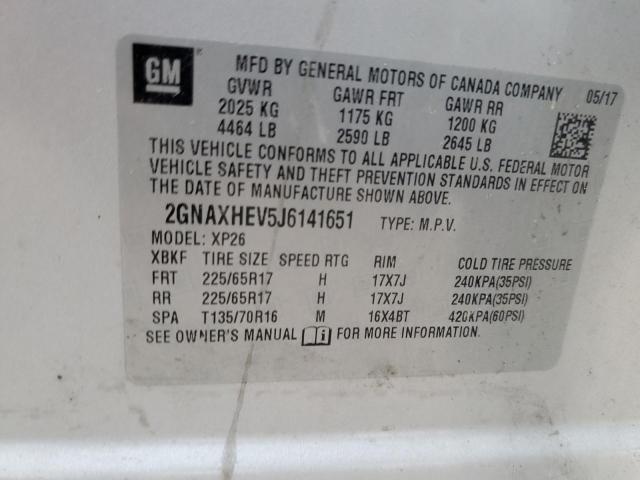 GM
MFD BY GENERAL MOTORS OF CANADA COMPANY
05/17
GVWR GAWR FRT GAWR RR
2025 KG 1175 KG 1200 KG
4464 LB 2590 LB 2645 LB
THIS VEHICLE CONFORMS TO ALL APPLICABLE U.S. FEDERAL MOTOR
VEHICLE SAFETY AND THEFT PREVENTION STANDARDS IN EFFECT ON
THE DATE OF MANUFACTURE SHOWN ABOVE.
2GNAXHEV5J6141651 TYPE: M.P.V.
MODEL: XP26
XBKF TIRE SIZE SPEED RTG RIM COLD TIRE PRESSURE
FRT 225/65R17 H 17X7J 240KPA(35PSI)
RR 225/65R17 H 17X7J 240KPA(35PSI)
SPA T135/70R16 M 16X4BT 420KPA(60PSI)
SEE OWNER'S MANUAL i FOR MORE INFORMATION.